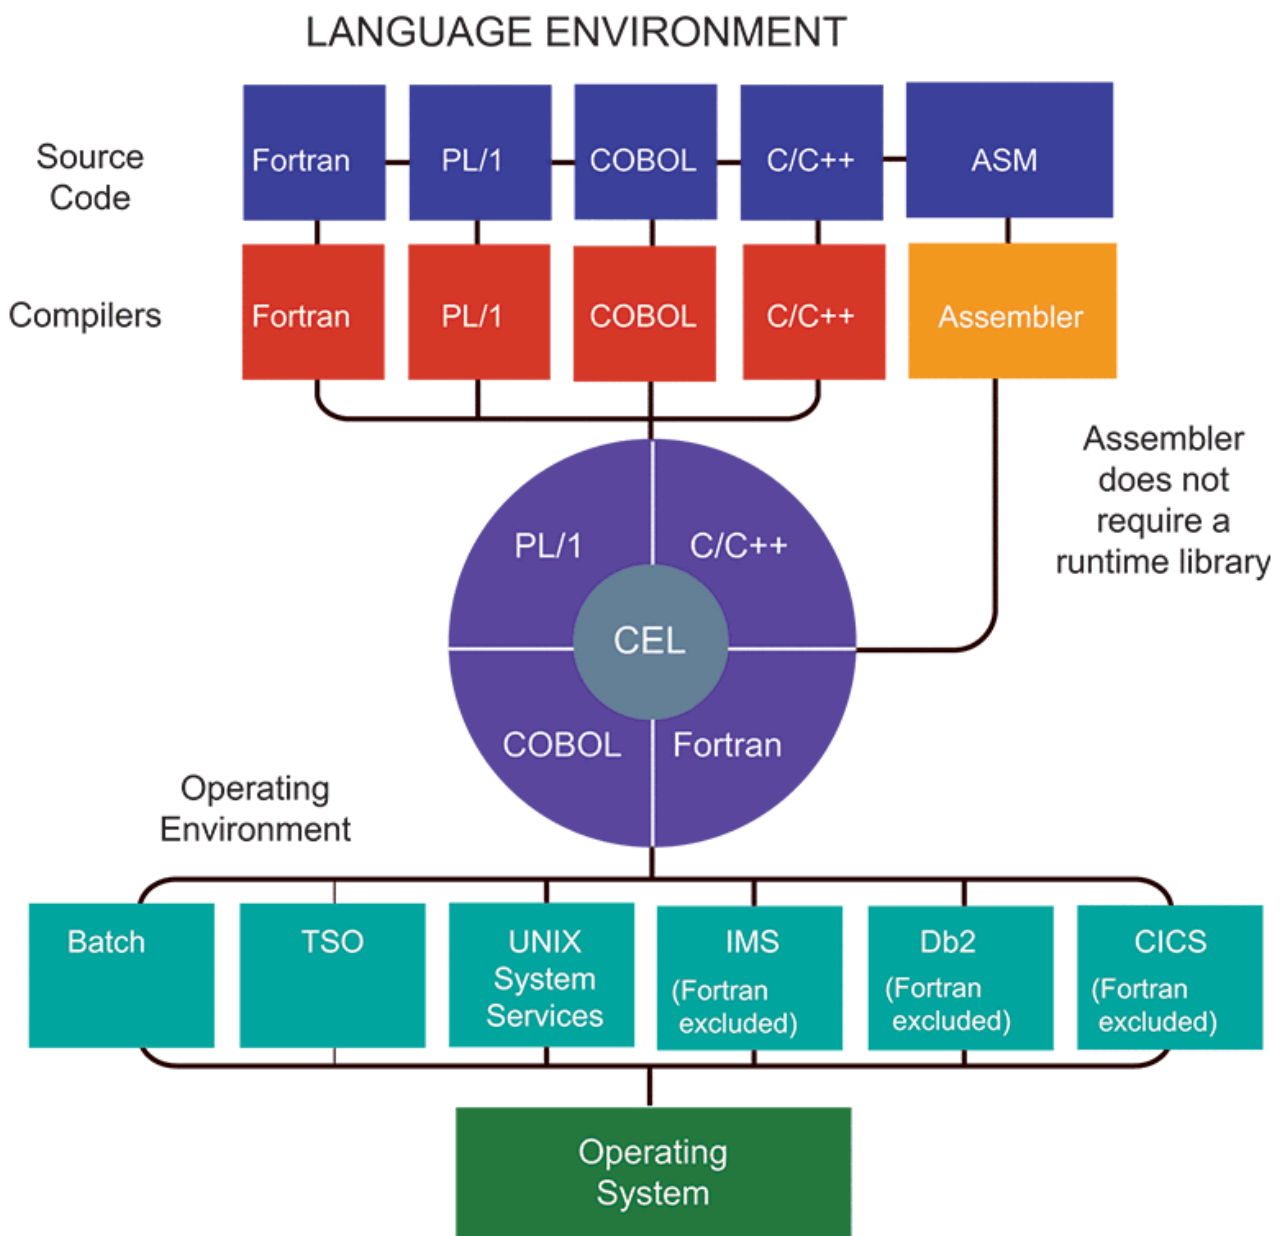 LANGUAGE ENVIRONMENT
Source
Code
Fortran
PL/1
COBOL
C/C++
ASM
Compilers
Fortran
PL/1
COBOL
C/C++
Assembler
Assembler
does not
require a
runtime library
PL/1
C/C++
CEL
COBOL
Fortran
Operating
Environment
Batch
TSO
UNIX
System
Services
IMS
(Fortran
excluded)
Db2
(Fortran
excluded)
CICS
(Fortran
excluded)
Operating
System